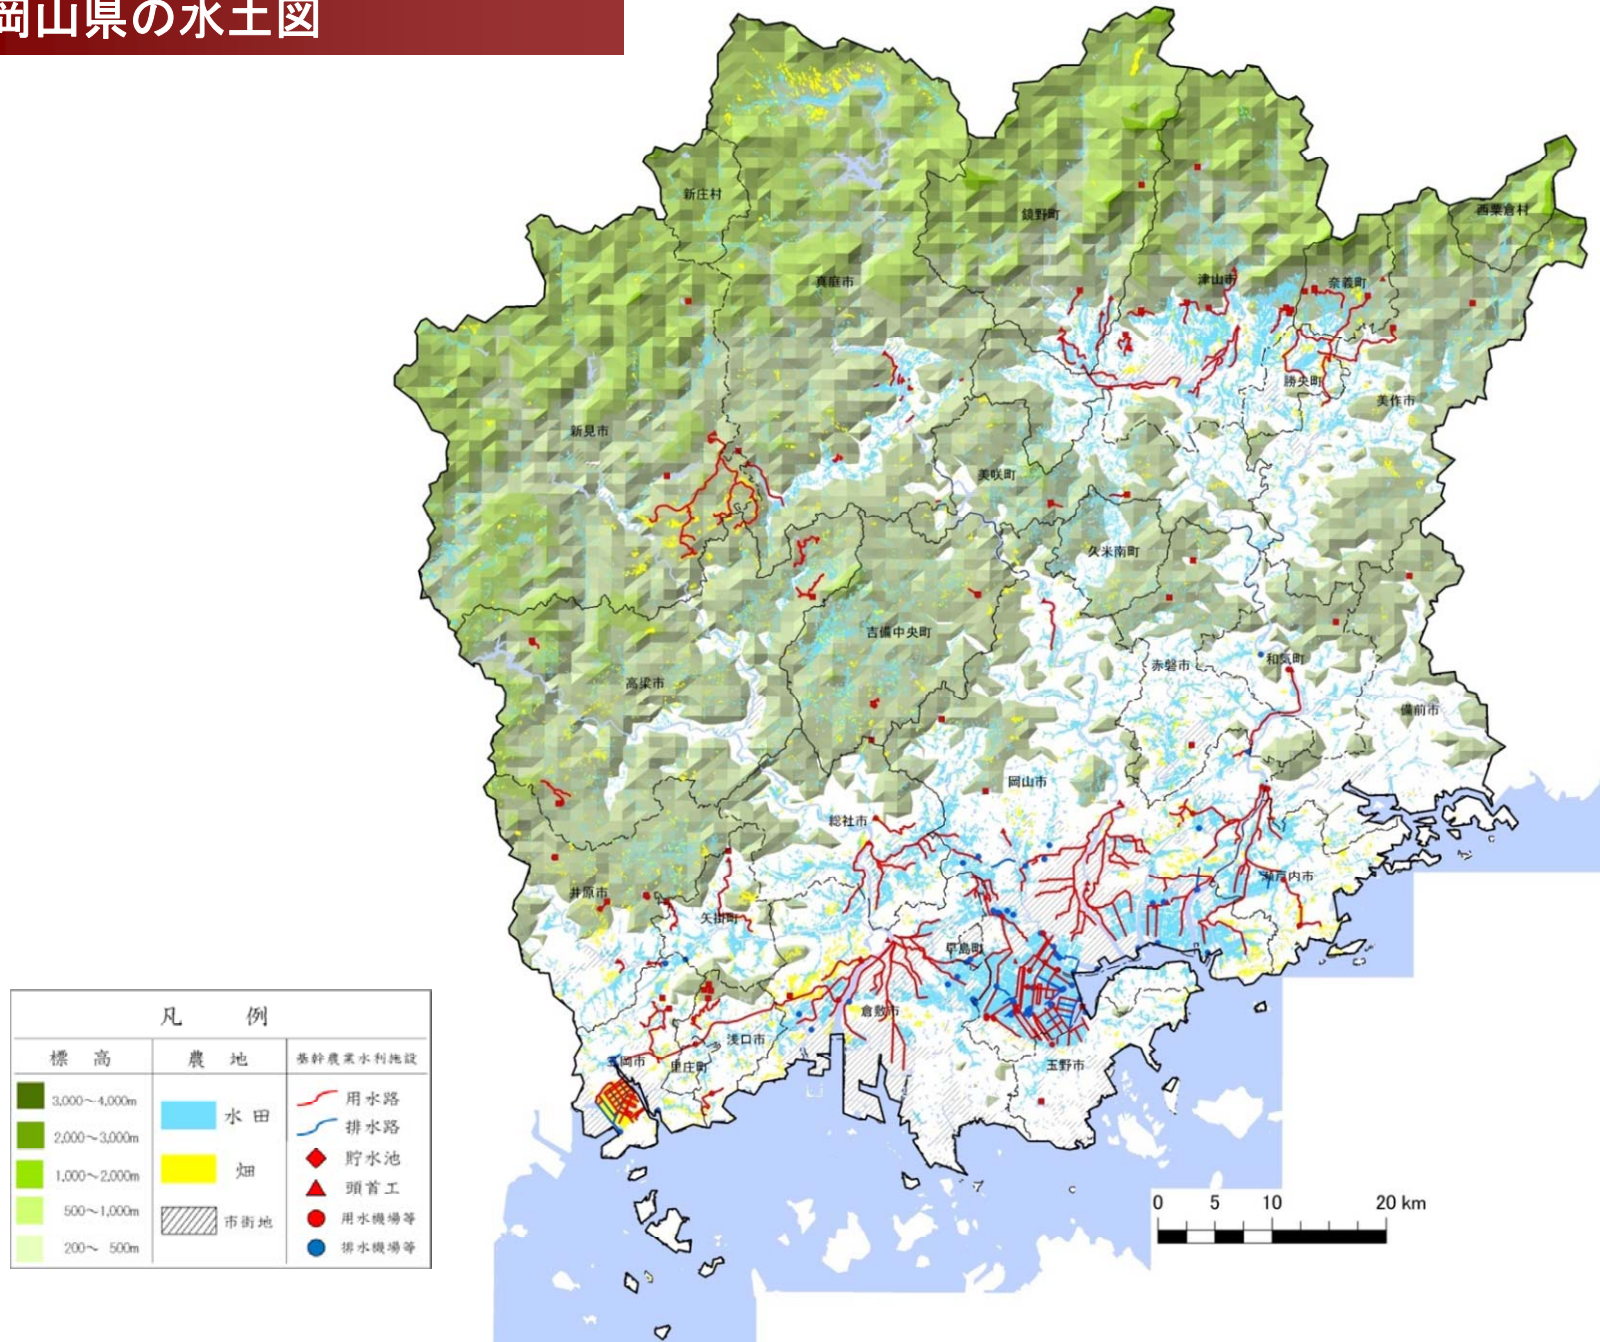 岡山県の水土図
新庄村
鏡野町
西粟倉村
真庭市
津山市
奈義町
勝央町
美作市
新見市
美咲町
久米南町
吉備中央町
赤磐市
和気町
高梁市
備前市
岡山市
総社市
井原市
瀬戸内市
矢掛町
早島町
倉敷市
浅口市
笠岡市
里庄町
玉野市
凡 例
標 高
農 地
基幹農業水利施設
3,000～4,000m
2,000～3,000m
1,000～2,000m
500～1,000m
200～ 500m
水 田
畑
市街地
用水路
排水路
貯水池
頭首工
用水機場等
排水機場等
0 5 10 20 km